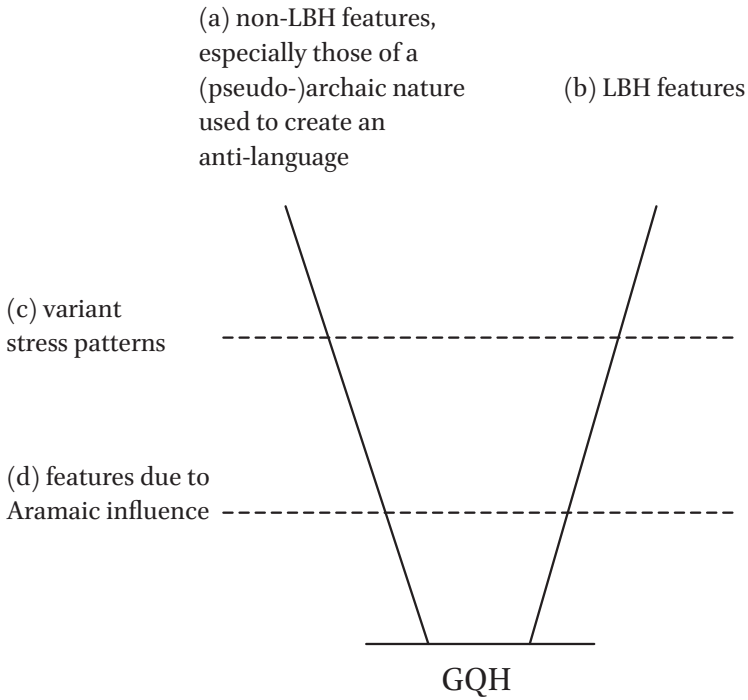 (a) non-LBH features,
especially those of a
(pseudo-)archaic nature
used to create an
anti-language
(b) LBH features
(c) variant
stress patterns
(d) features due to
Aramaic influence
GQH